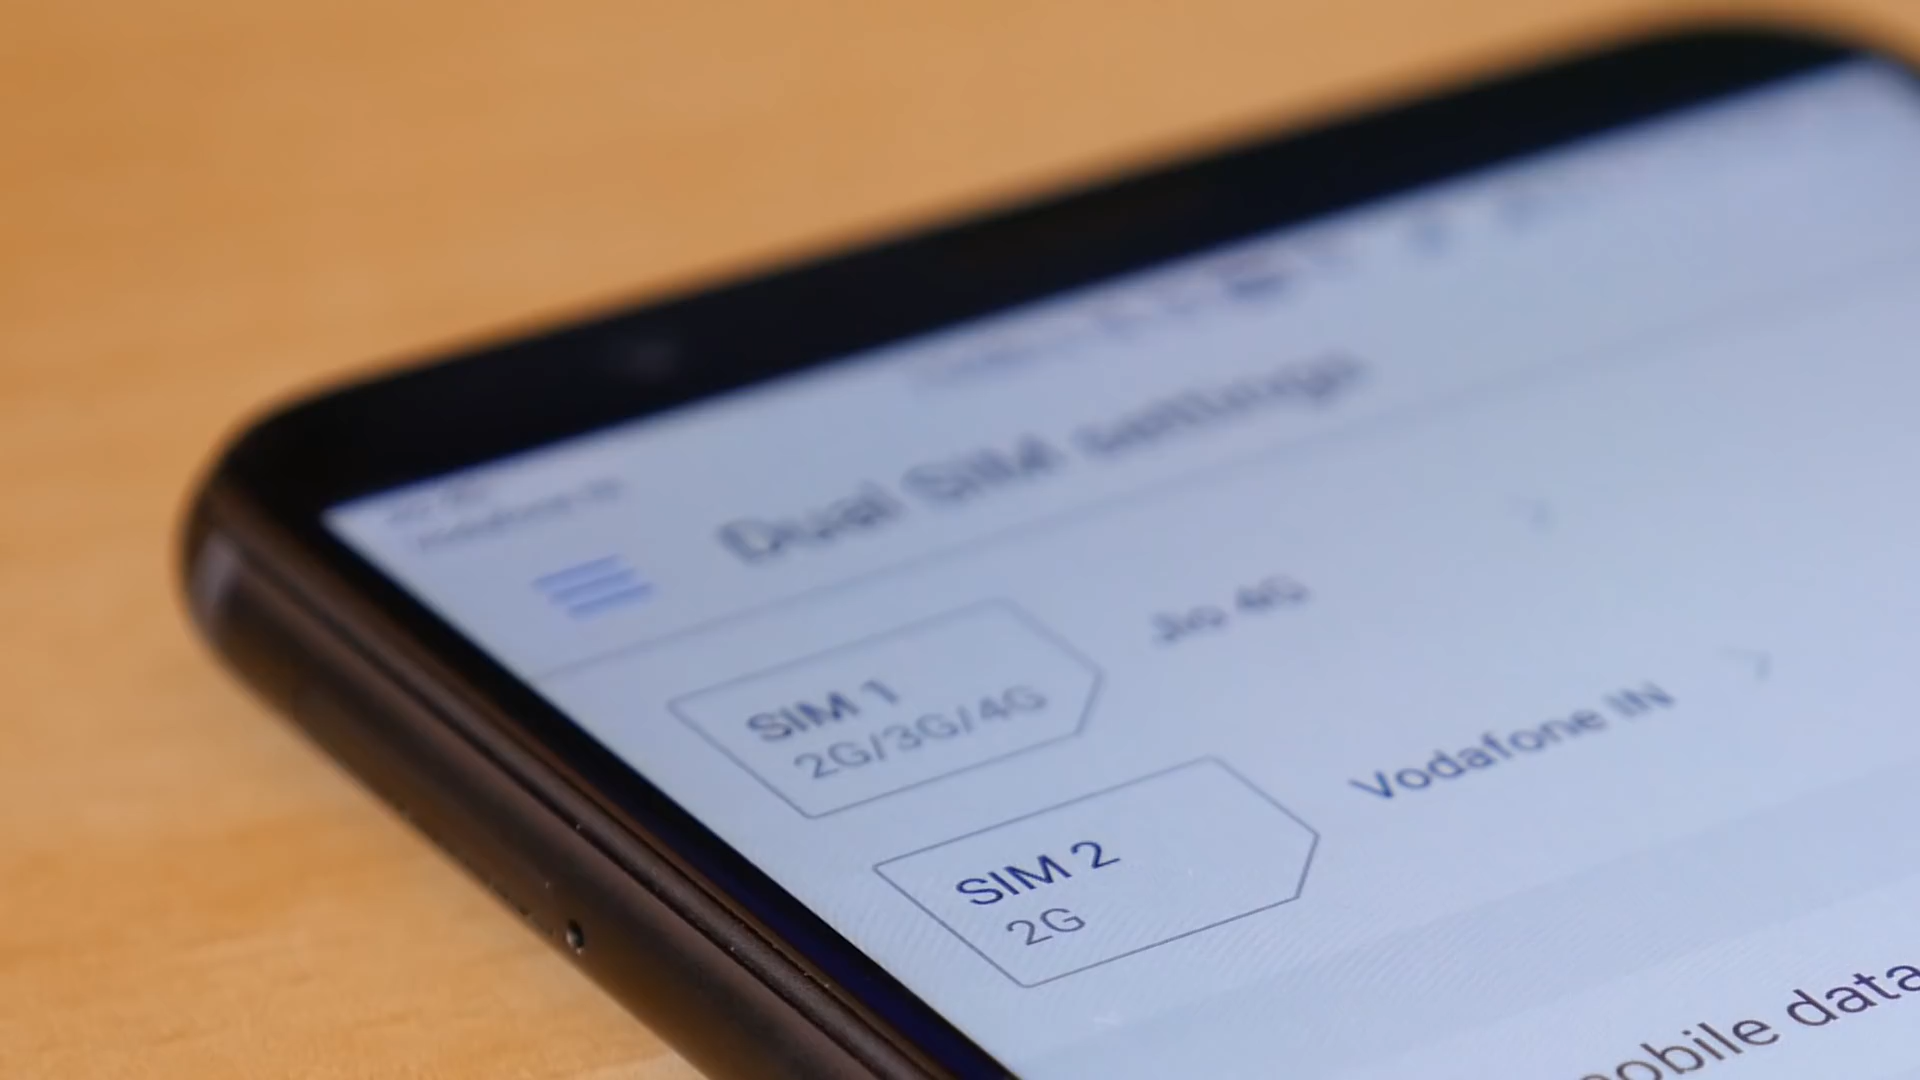 Dual SIM settings
SIM 1
2G/3G/4G
Jio 4G
SIM 2
2G
Vodafone IN
mobile data